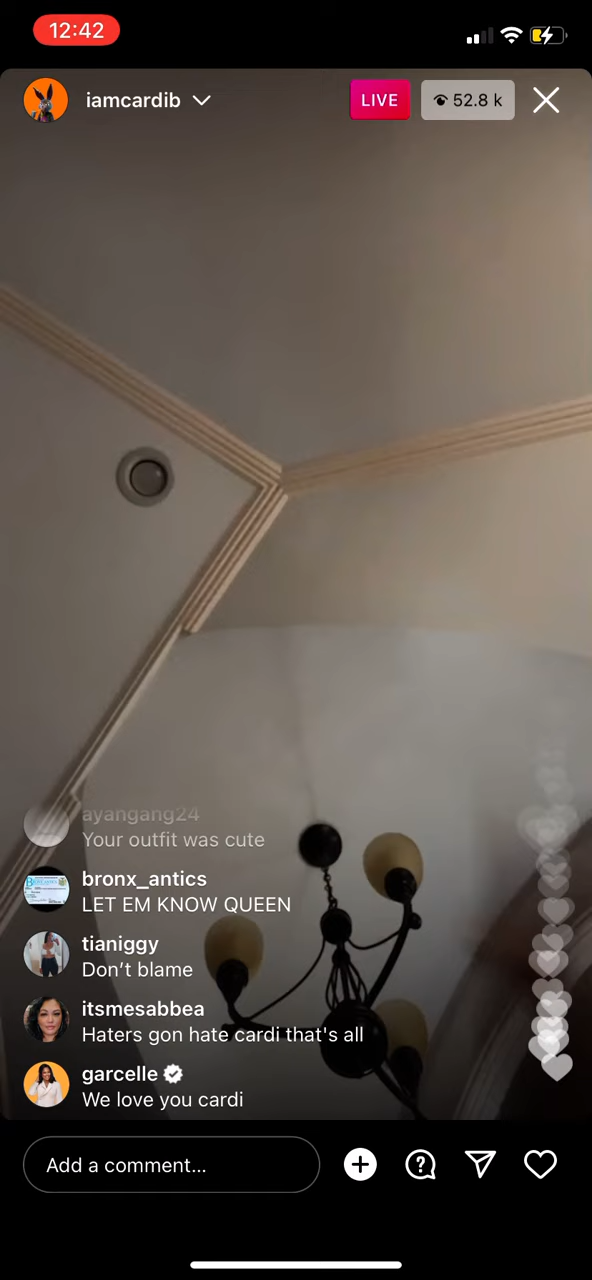 12:42
iamcardib
LIVE
52.8 k
ayangang24
Your outfit was cute
bronx_antics
LET EM KNOW QUEEN
tianiggy
Don’t blame
itsmesabbea
Haters gon hate cardi that's all
garcelle
We love you cardi
Add a comment...